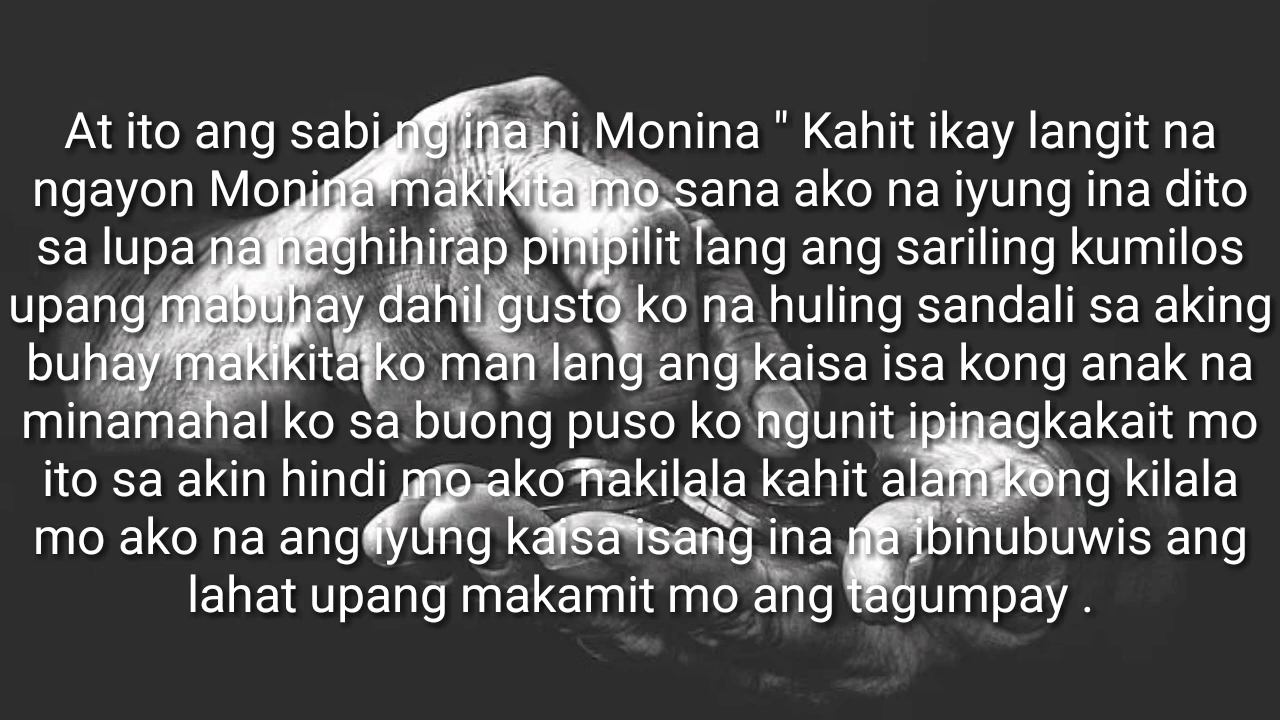 At ito ang sabi ng ina ni Monina " Kahit ikay langit na
ngayon Monina makikita mo sana ako na iyung ina dito
sa lupa na naghihirap pinipilit lang ang sariling kumilos
upang mabuhay dahil gusto ko na huling sandali sa aking
buhay makikita ko man lang ang kaisa isa kong anak na
minamahal ko sa buong puso ko ngunit ipinagkakait mo
ito sa akin hindi mo ako nakilala kahit alam kong kilala
mo ako na ang iyung kaisa isang ina na ibinubuwis ang
lahat upang makamit mo ang tagumpay .